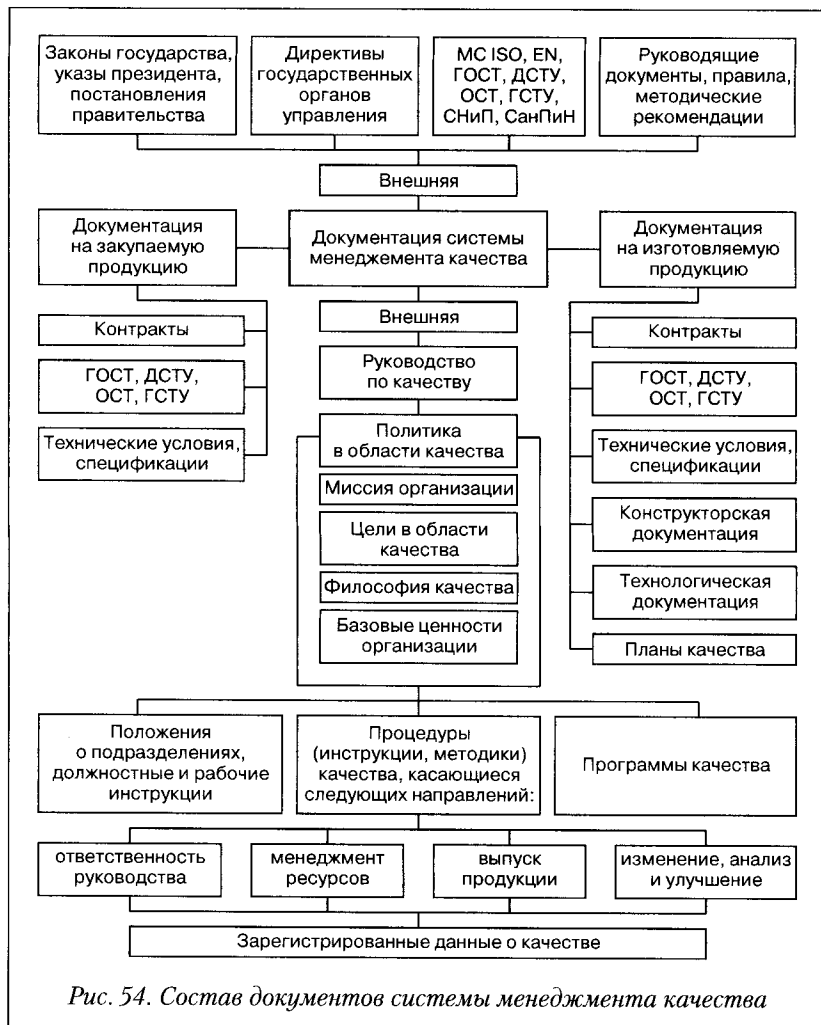 Законы государства,
указы президента,
постановления
правительства
Директивы
государственных
органов
управления
МС ISO, EN,
ГОСТ, ДСТУ,
ОСТ, ГСТУ,
СНиП, СанПиН
Руководящие
документы, правила,
методические
рекомендации
Внешняя
Документация
на закупаемую
продукцию
Документация системы
менеджемента качества
Документация
на изготовляемую
продукцию
Контракты
ГОСТ, ДСТУ,
ОСТ, ГСТУ
Технические условия,
спецификации
Внешняя
Руководство
по качеству
Политика
в области качества
Миссия организации
Цели в области
качества
Философия качества
Базовые ценности
организации
Контракты
ГОСТ, ДСТУ,
ОСТ, ГСТУ
Технические условия,
спецификации
Конструкторская
документация
Технологическая
документация
Планы качества
Положения
о подразделениях,
должностные и рабочие
инструкции
Процедуры
(инструкции, методики)
качества, касающиеся
следующих направлений:
Программы качества
ответственность
руководства
менеджмент
ресурсов
выпуск
продукции
изменение, анализ
и улучшение
Зарегистрированные данные о качестве
Рис. 54. Состав документов системы менеджмента качества